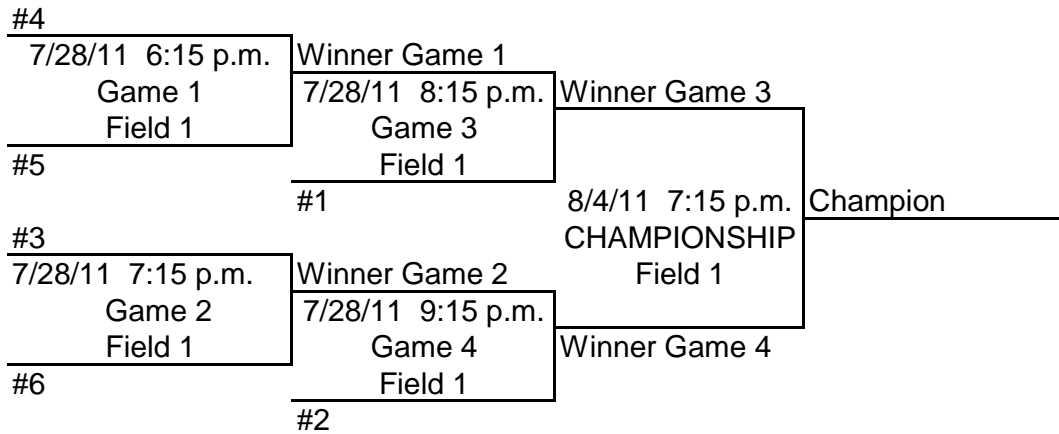 #4
7/28/11 6:15 p.m.
Game 1
Field 1
#5
Winner Game 1
7/28/11 8:15 p.m.
Game 3
Field 1
#1
#3
7/28/11 7:15 p.m.
Game 2
Field 1
#6
Winner Game 2
7/28/11 9:15 p.m.
Game 4
Field 1
#2
Winner Game 3
8/4/11 7:15 p.m.
CHAMPIONSHIP
Field 1
Winner Game 4
Champion